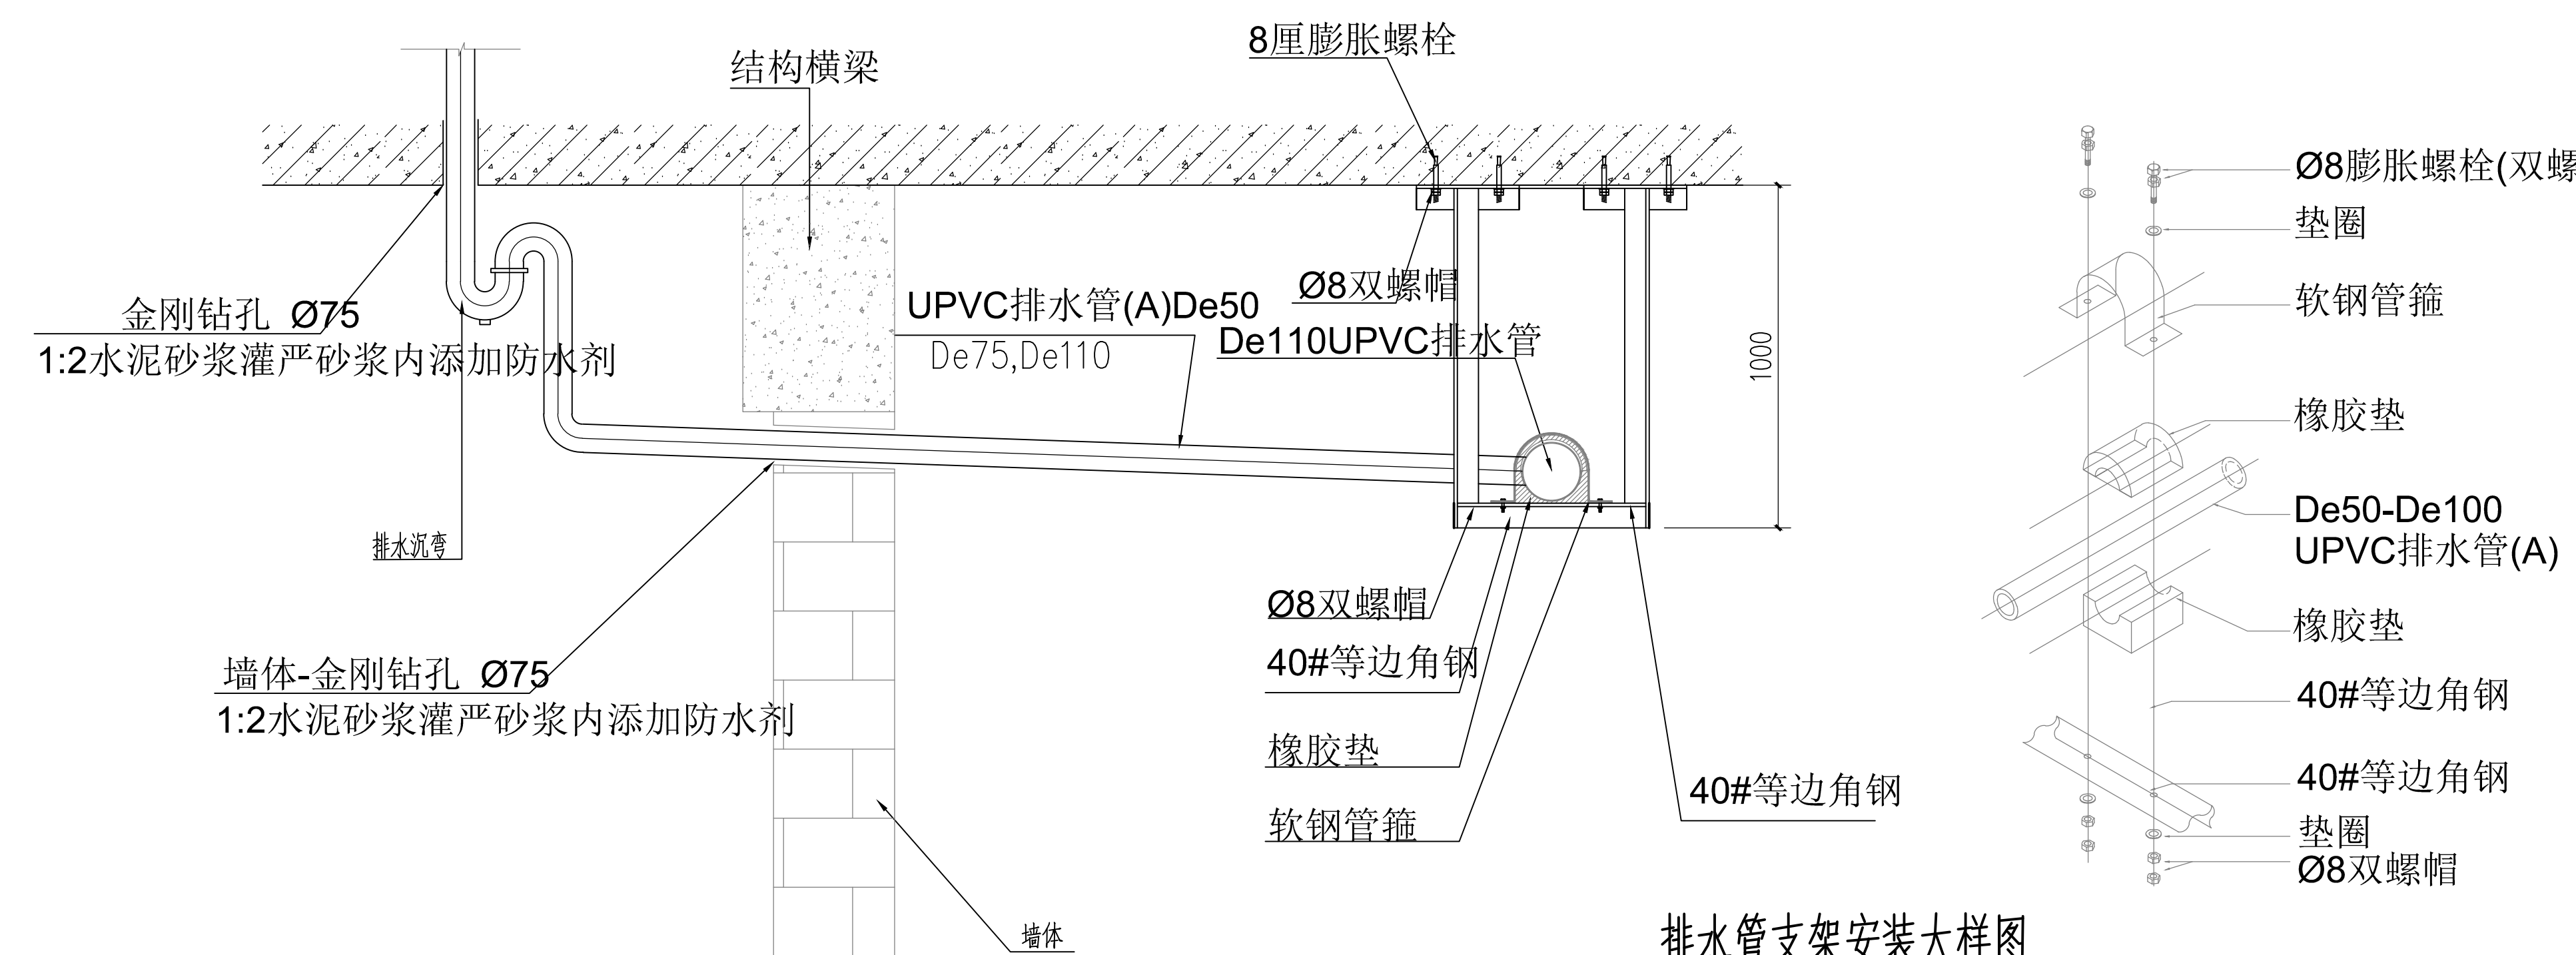 8厘膨胀螺栓
结构横梁
Ø8膨胀螺栓(双螺
垫圈
Ø8双螺帽
金刚钻孔 Ø75
1:2水泥砂浆灌严砂浆内添加防水剂
UPVC排水管(A)De50
De75,De110
De110UPVC排水管
1000
软钢管箍
橡胶垫
De50-De100
UPVC排水管(A)
橡胶垫
排水沉弯
墙体-金刚钻孔 Ø75
1:2水泥砂浆灌严砂浆内添加防水剂
Ø8双螺帽
40#等边角钢
橡胶垫
软钢管箍
40#等边角钢
40#等边角钢
40#等边角钢
垫圈
Ø8双螺帽
墙体
排水管支架安装大样图